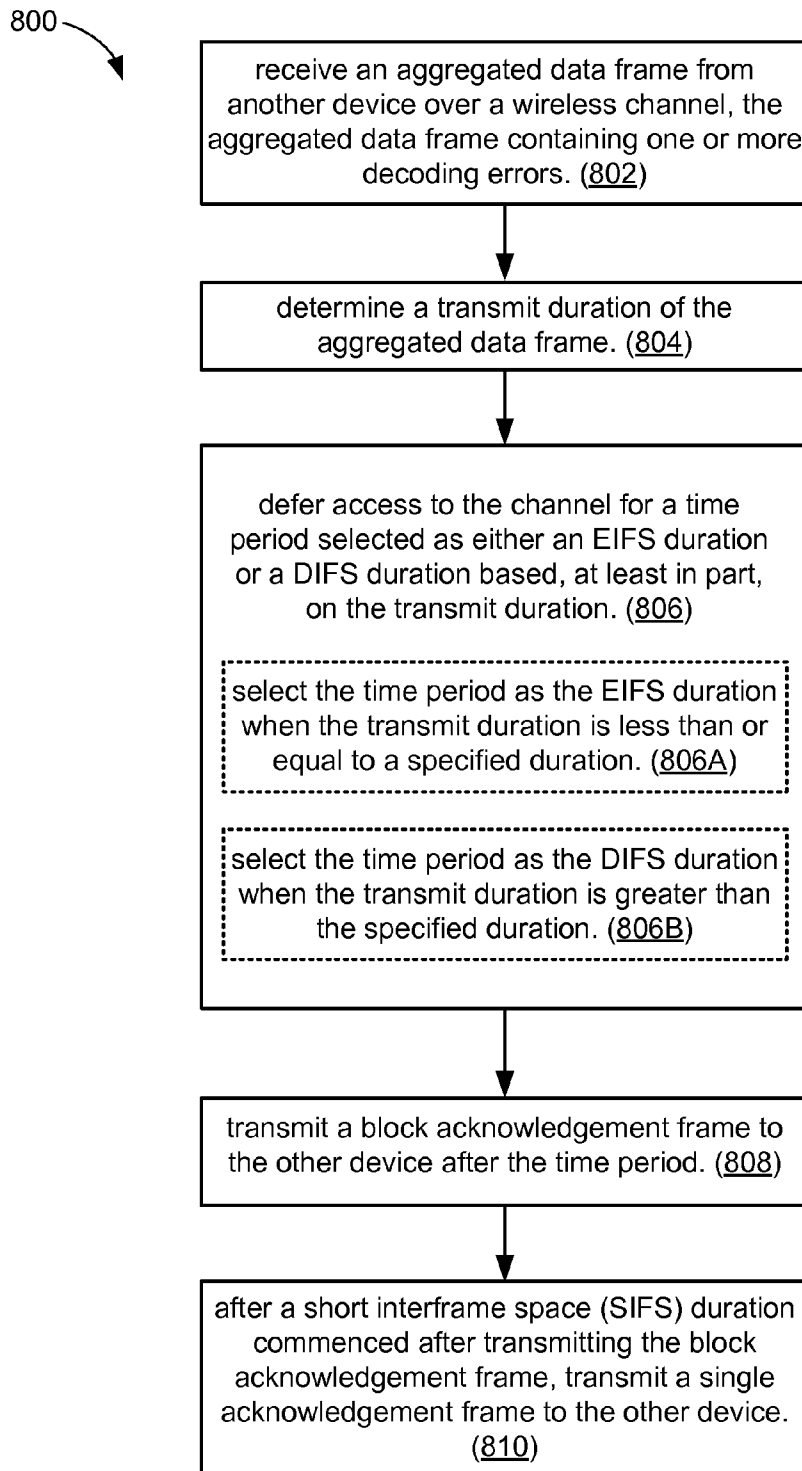 800
receive an aggregated data frame from
another device over a wireless channel, the
aggregated data frame containing one or more
decoding errors. (802)
determine a transmit duration of the
aggregated data frame. (804)
defer access to the channel for a time
period selected as either an EIFS duration
or a DIFS duration based, at least in part,
on the transmit duration. (806)
select the time period as the EIFS duration
when the transmit duration is less than or
equal to a specified duration. (806A)
select the time period as the DIFS duration
when the transmit duration is greater than
the specified duration. (806B)
transmit a block acknowledgement frame to
the other device after the time period. (808)
after a short interframe space (SIFS) duration
commenced after transmitting the block
acknowledgement frame, transmit a single
acknowledgement frame to the other device.
(810)